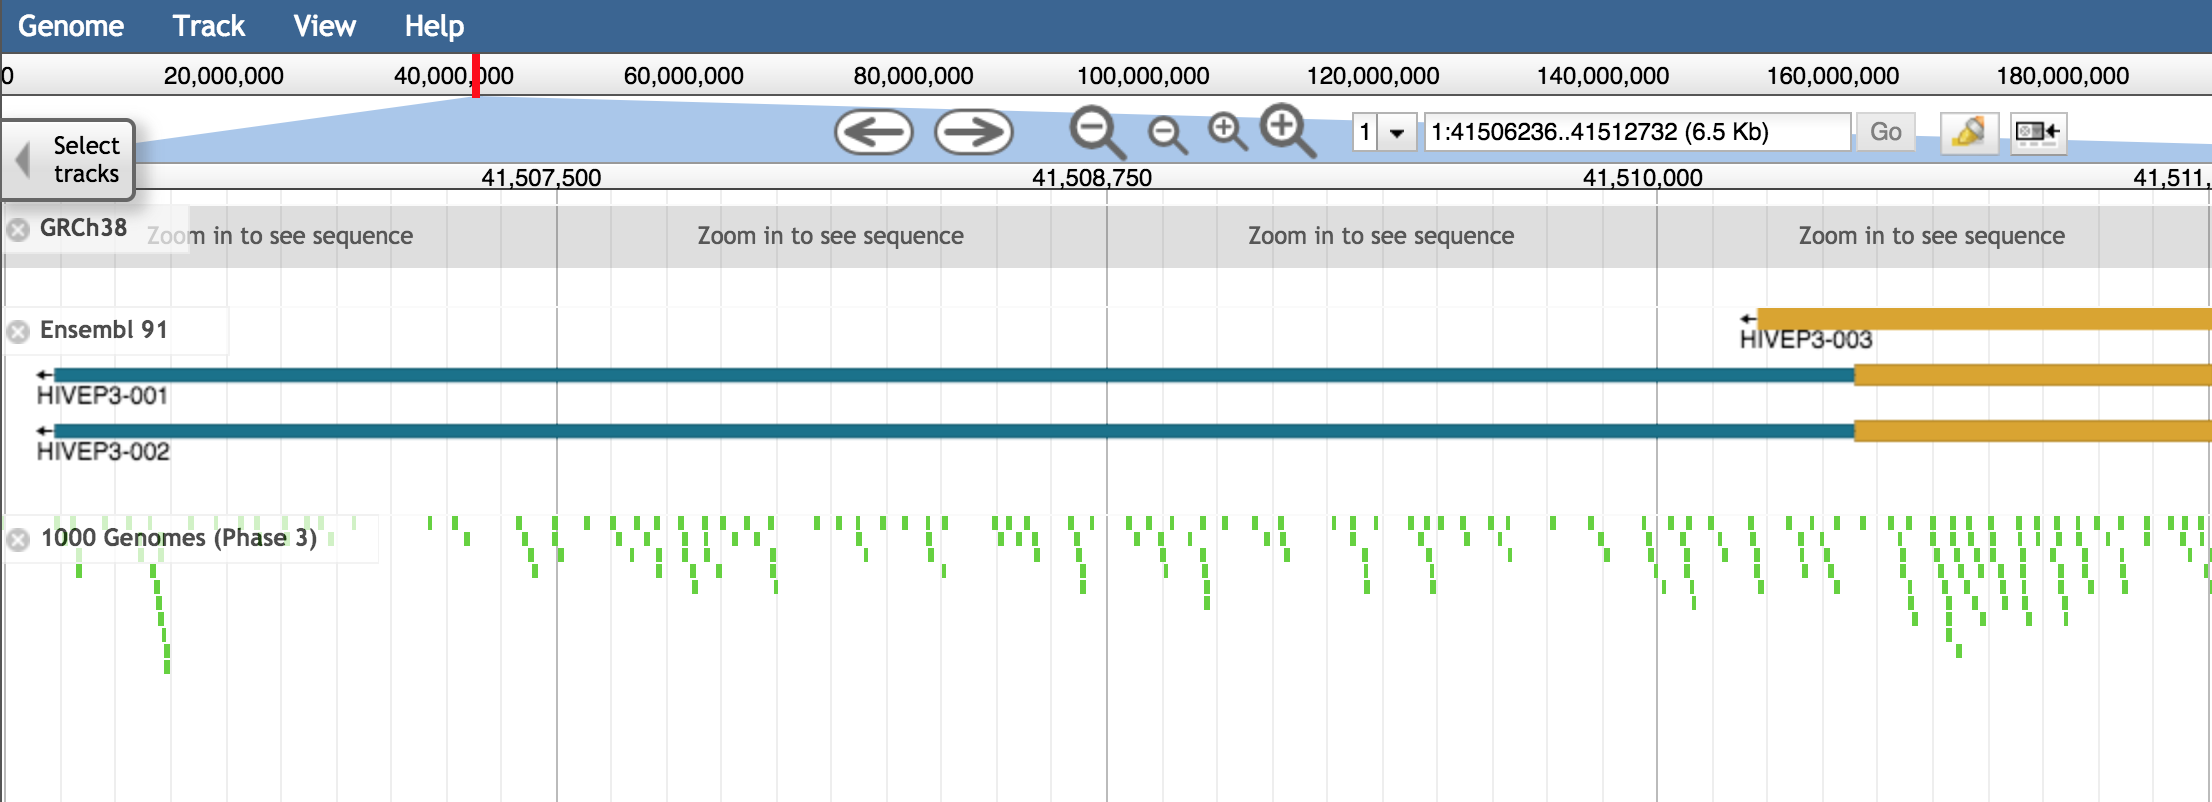 Genome Track View Help
0 20,000,000 40,000,000 60,000,000 80,000,000 100,000,000 120,000,000 140,000,000 160,000,000 180,000,000
Select tracks
1 1:41506236..41512732 (6.5 Kb) Go
41,507,500 41,508,750 41,510,000 41,511,
GRCh38 Zoom in to see sequence Zoom in to see sequence Zoom in to see sequence Zoom in to see sequence
Ensembl 91
HIVEP3-003
HIVEP3-001
HIVEP3-002
1000 Genomes (Phase 3)